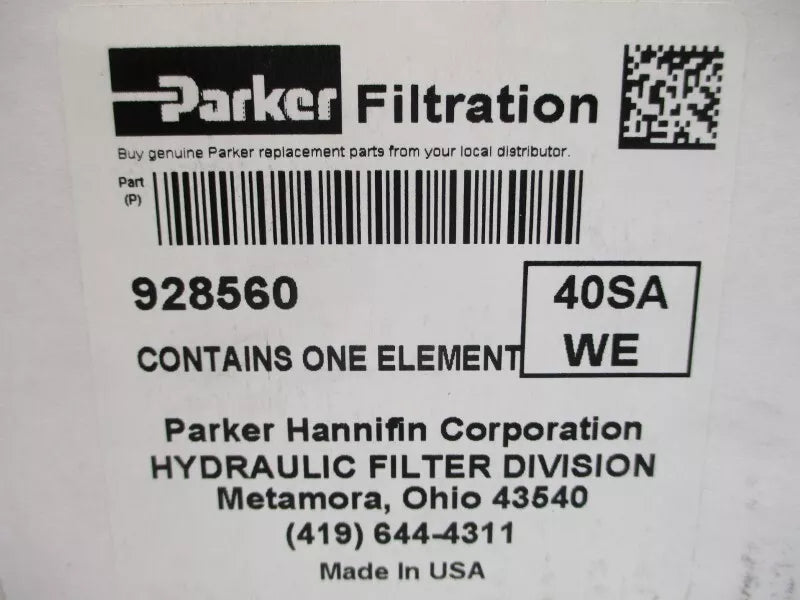 Parker Filtration
Buy genuine Parker replacement parts from your local distributor.
Part
(P)
928560
40SA
WE
CONTAINS ONE ELEMENT
Parker Hannifin Corporation
HYDRAULIC FILTER DIVISION
Metamora, Ohio 43540
(419) 644-4311
Made In USA